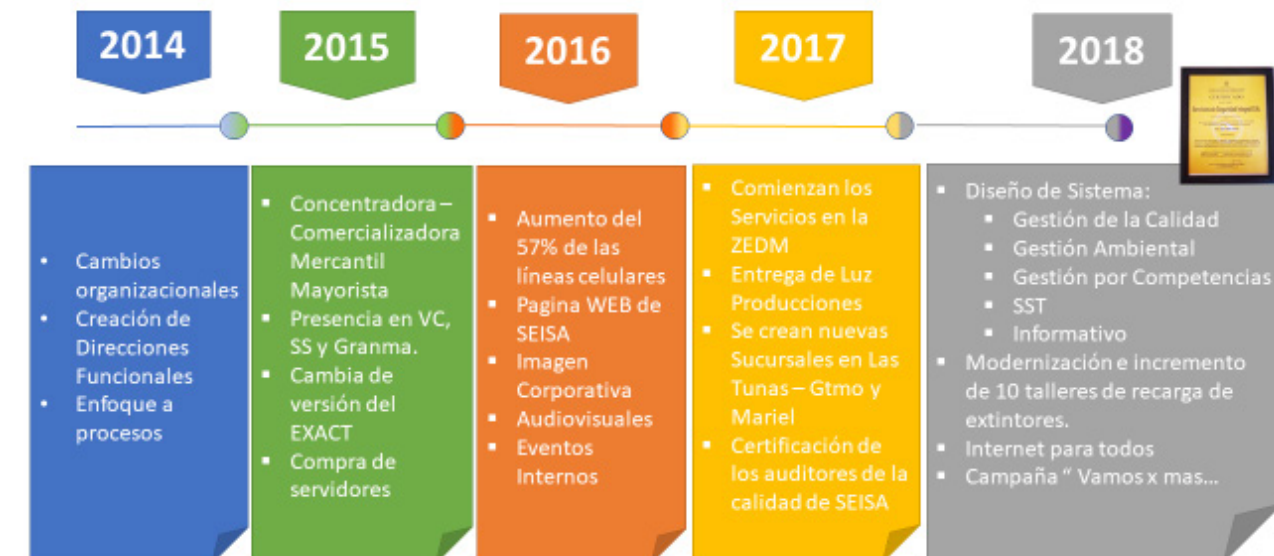 2014
2015
2016
2017
2018
• Cambios
organizacionales
• Creación de
Direcciones
Funcionales
• Enfoque a
procesos
▪ Concentradora –
Comercializadora
Mercantil
Mayorista
▪ Presencia en VC,
SS y Granma.
▪ Cambia de
versión del
EXACT
▪ Compra de
servidores
▪ Aumento del
57% de las
líneas celulares
▪ Pagina WEB de
SEISA
▪ Imagen
Corporativa
▪ Audiovisuales
▪ Eventos
Internos
▪ Comienzan los
Servicios en la
ZEDM
▪ Entrega de Luz
Producciones
▪ Se crean nuevas
Sucursales en Las
Tunas – Gtmo y
Mariel
▪ Certificación de
los auditores de la
calidad de SEISA
▪ Diseño de Sistema:
▪ Gestión de la Calidad
▪ Gestión Ambiental
▪ Gestión por Competencias
▪ SST
▪ Informativo
▪ Modernización e incremento
de 10 talleres de recarga de
extintores.
▪ Internet para todos
▪ Campaña “ Vamos x mas...